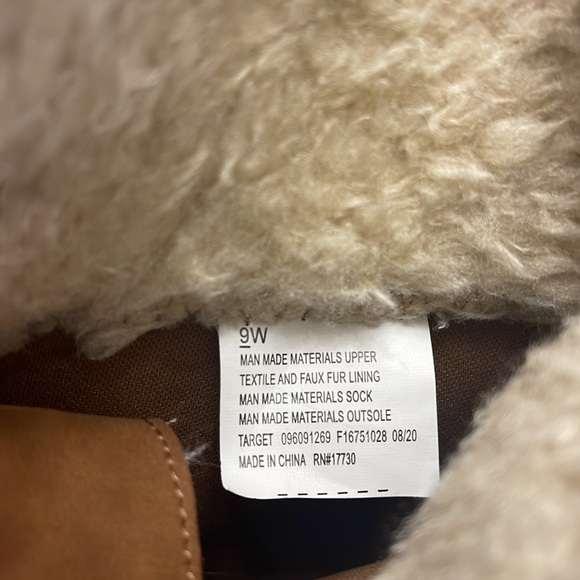 9W
MAN MADE MATERIALS UPPER
TEXTILE AND FAUX FUR LINING
MAN MADE MATERIALS SOCK
MAN MADE MATERIALS OUTSOLE
TARGET 096091269 F16751028 08/20
MADE IN CHINA RN#17730